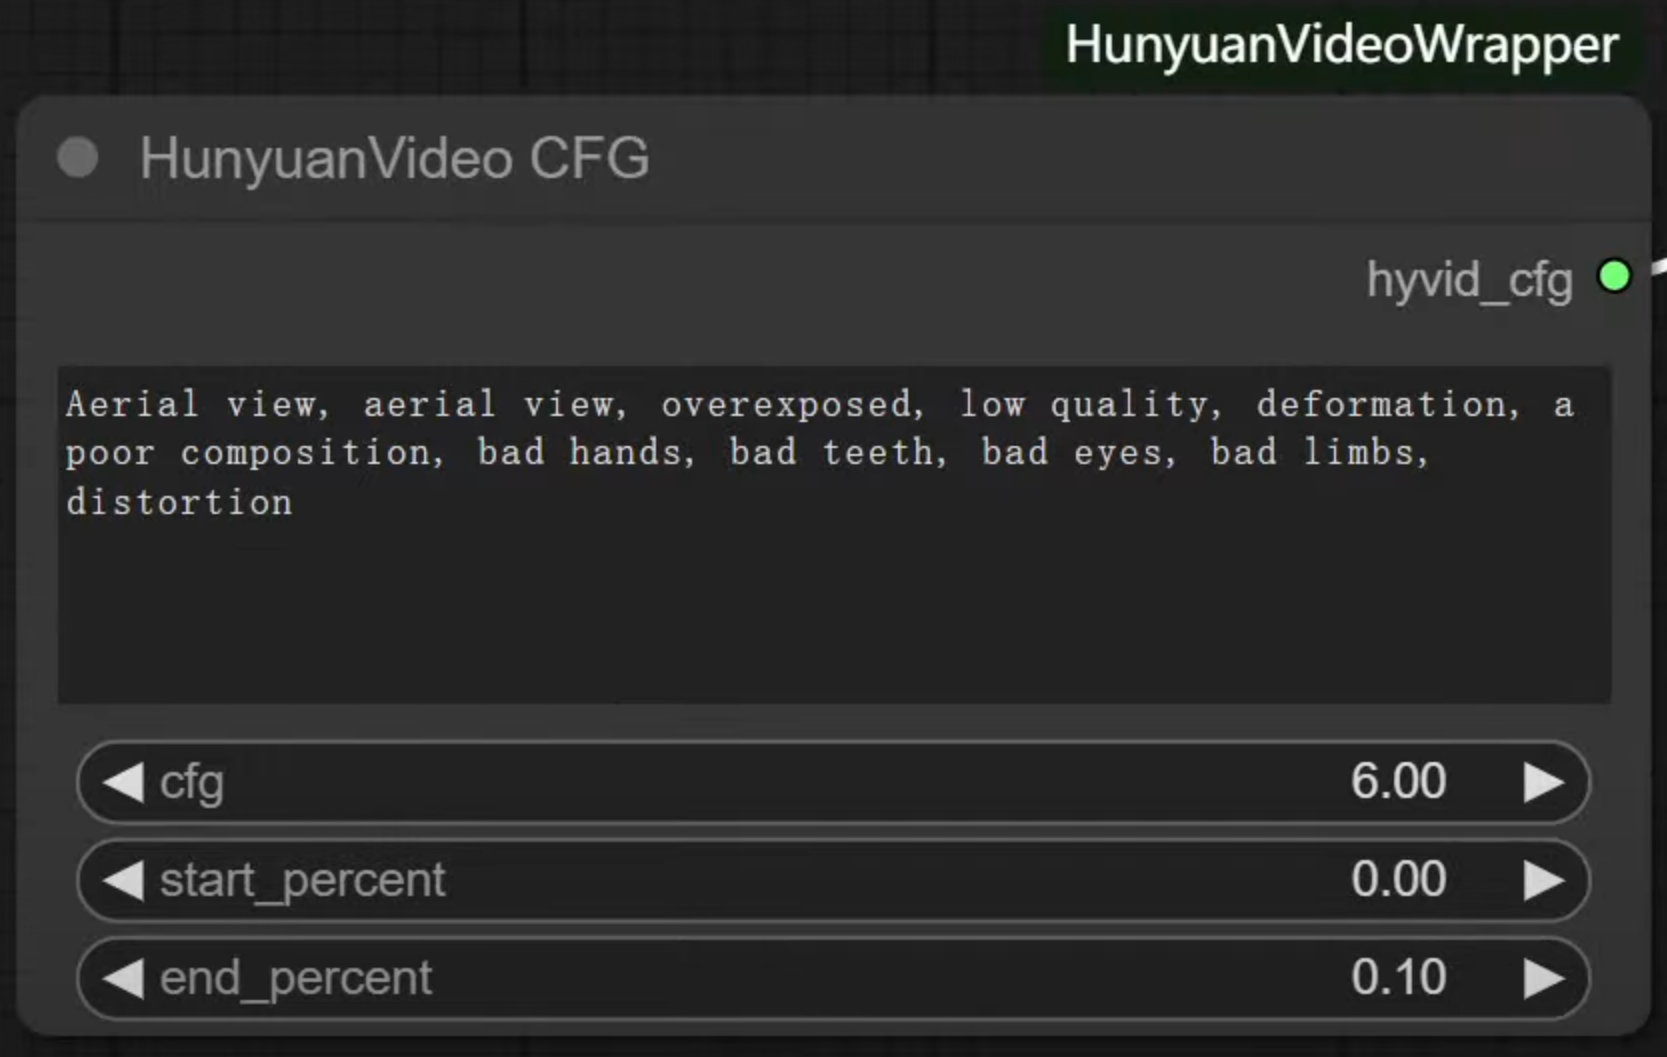 HunyuanVideoWrapper
HunyuanVideo CFG
hyvid_cfg
Aerial view, aerial view, overexposed, low quality, deformation, a
poor composition, bad hands, bad teeth, bad eyes, bad limbs,
distortion
cfg 6.00
start_percent 0.00
end_percent 0.10